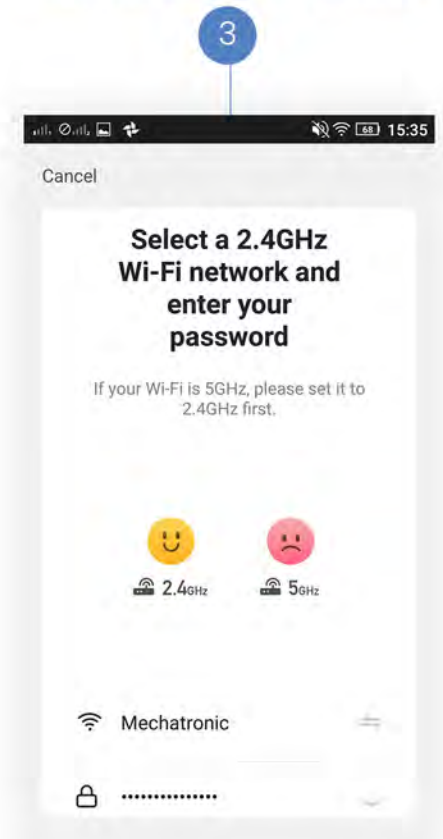 3
68 15:35
Cancel
Select a 2.4GHz
Wi-Fi network and
enter your
password
If your Wi-Fi is 5GHz, please set it to
2.4GHz first.
2.4GHz 5GHz
Mechatronic
...............